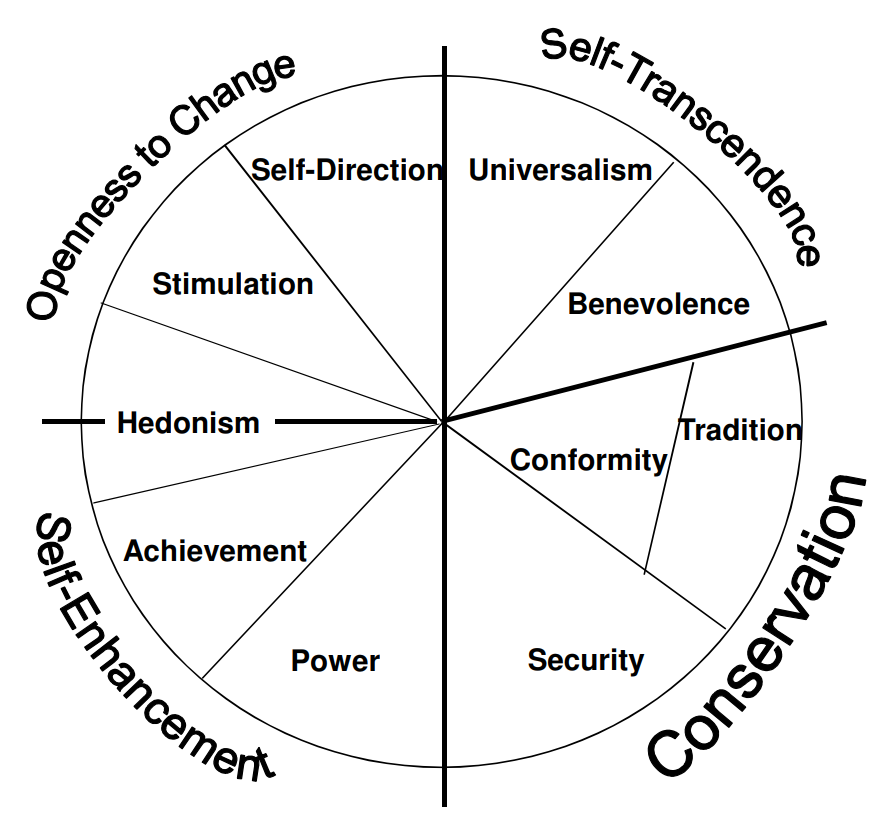 Openness to Change
Self-Transcendence
Self-Direction
Universalism
Stimulation
Benevolence
Hedonism
Conformity
Tradition
Achievement
Power
Security
Self-Enhancement
Conservation